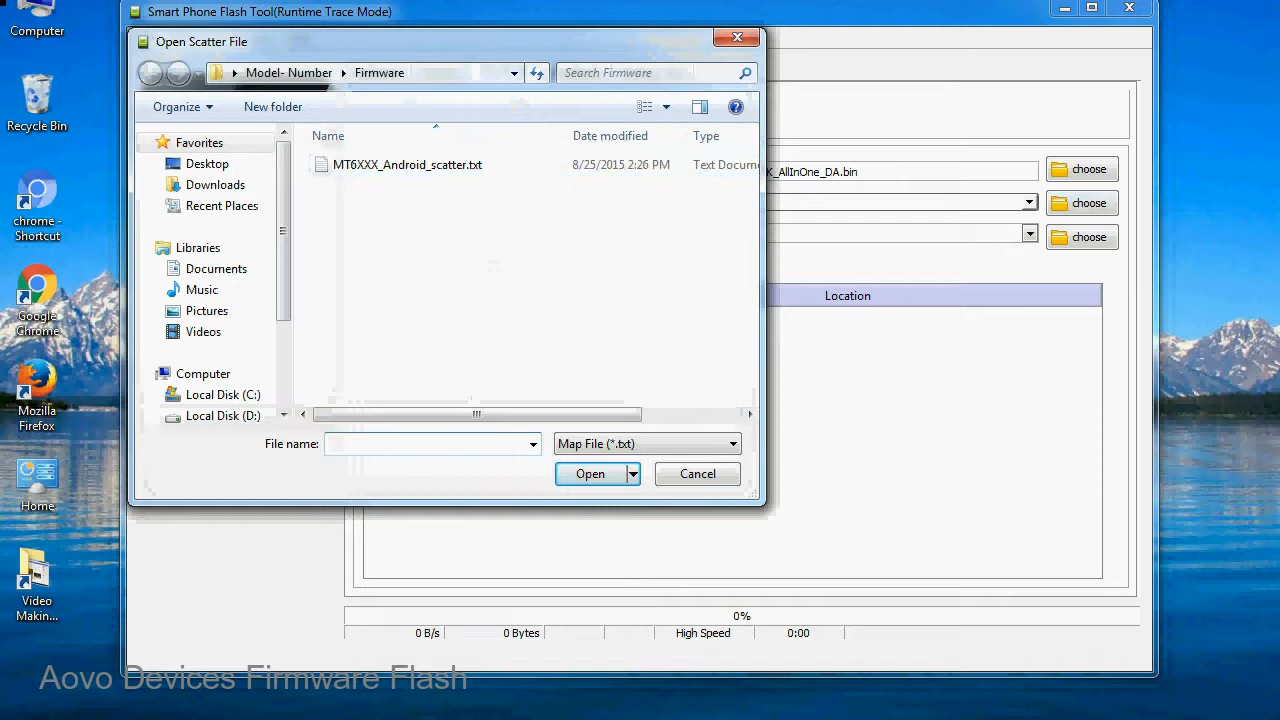 Computer
Recycle Bin
chrome -
Shortcut
Google
Chrome
Mozilla
Firefox
Home
Video
Makin...
Smart Phone Flash Tool(Runtime Trace Mode)
Open Scatter File
Model- Number
Firmware
Search Firmware
Organize
New folder
Favorites
Desktop
Downloads
Recent Places
Libraries
Documents
Music
Pictures
Videos
Computer
Local Disk (C:)
Local Disk (D:)
Name
Date modified
Type
MT6XXX_Android_scatter.txt
8/25/2015 2:26 PM
Text Docum
File name:
Map File (*.txt)
Open
Cancel
K_AllInOne_DA.bin
choose
choose
choose
Location
0%
0 B/s
0 Bytes
High Speed
0:00
Aovo Devices Firmware Flash